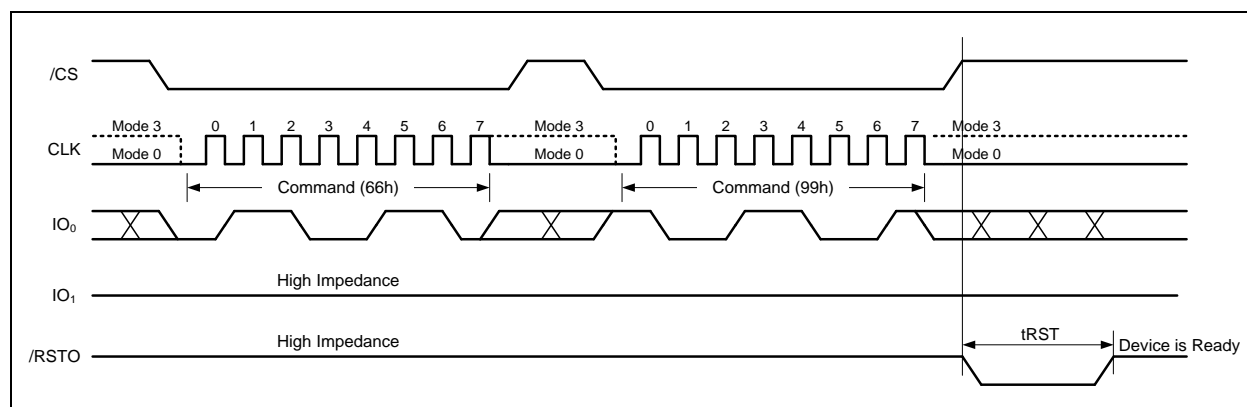 /CS
Mode 3 0 1 2 3 4 5 6 7 Mode 3 0 1 2 3 4 5 6 7 Mode 3
CLK
Mode 0 Mode 0 Mode 0
Command (66h) Command (99h)
IO₀
High Impedance
IO₁
High Impedance tRST
/RSTO Device is Ready